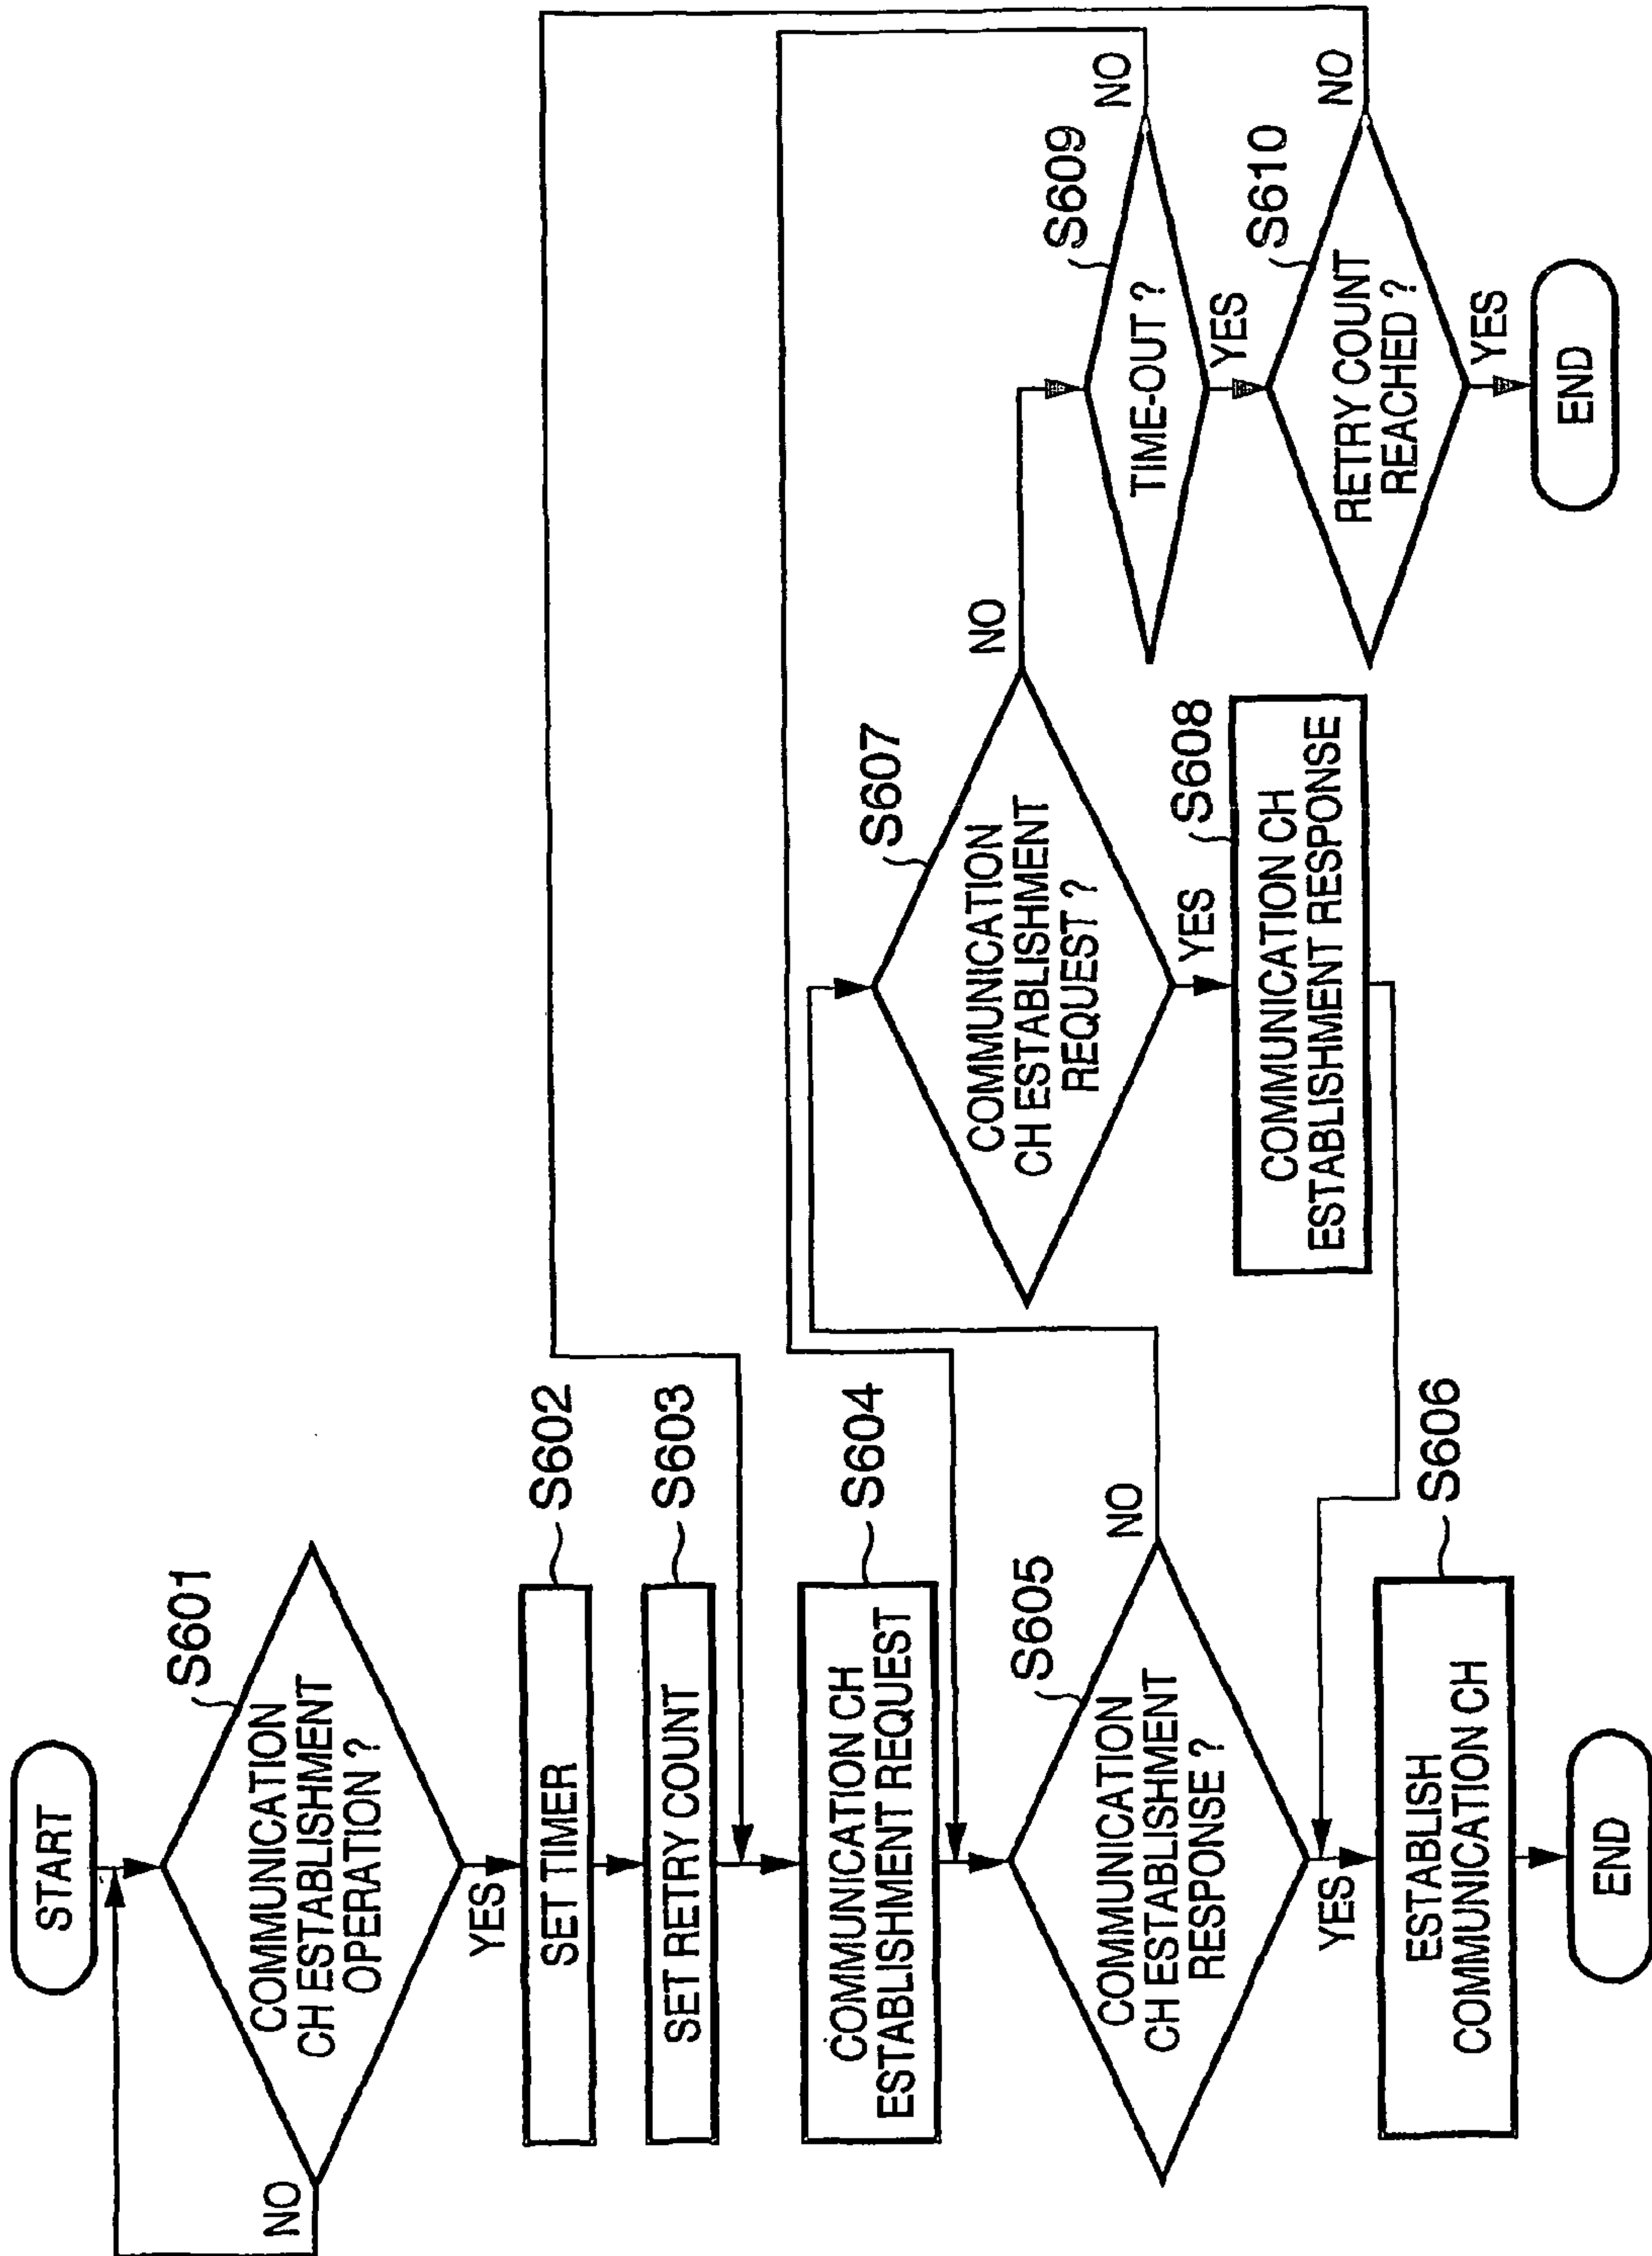 START
S601
COMMUNICATION
CH ESTABLISHMENT
OPERATION ?
NO
YES
SET TIMER
S602
SET RETRY COUNT
S603
COMMUNICATION CH
ESTABLISHMENT REQUEST
S604
S605
COMMUNICATION
CH ESTABLISHMENT
RESPONSE ?
NO
YES
ESTABLISH
COMMUNICATION CH
S606
END
S607
COMMUNICATION
CH ESTABLISHMENT
REQUEST ?
NO
YES
S608
COMMUNICATION CH
ESTABLISHMENT RESPONSE
S609
TIME-OUT ?
NO
YES
S610
RETRY COUNT
REACHED ?
NO
YES
END